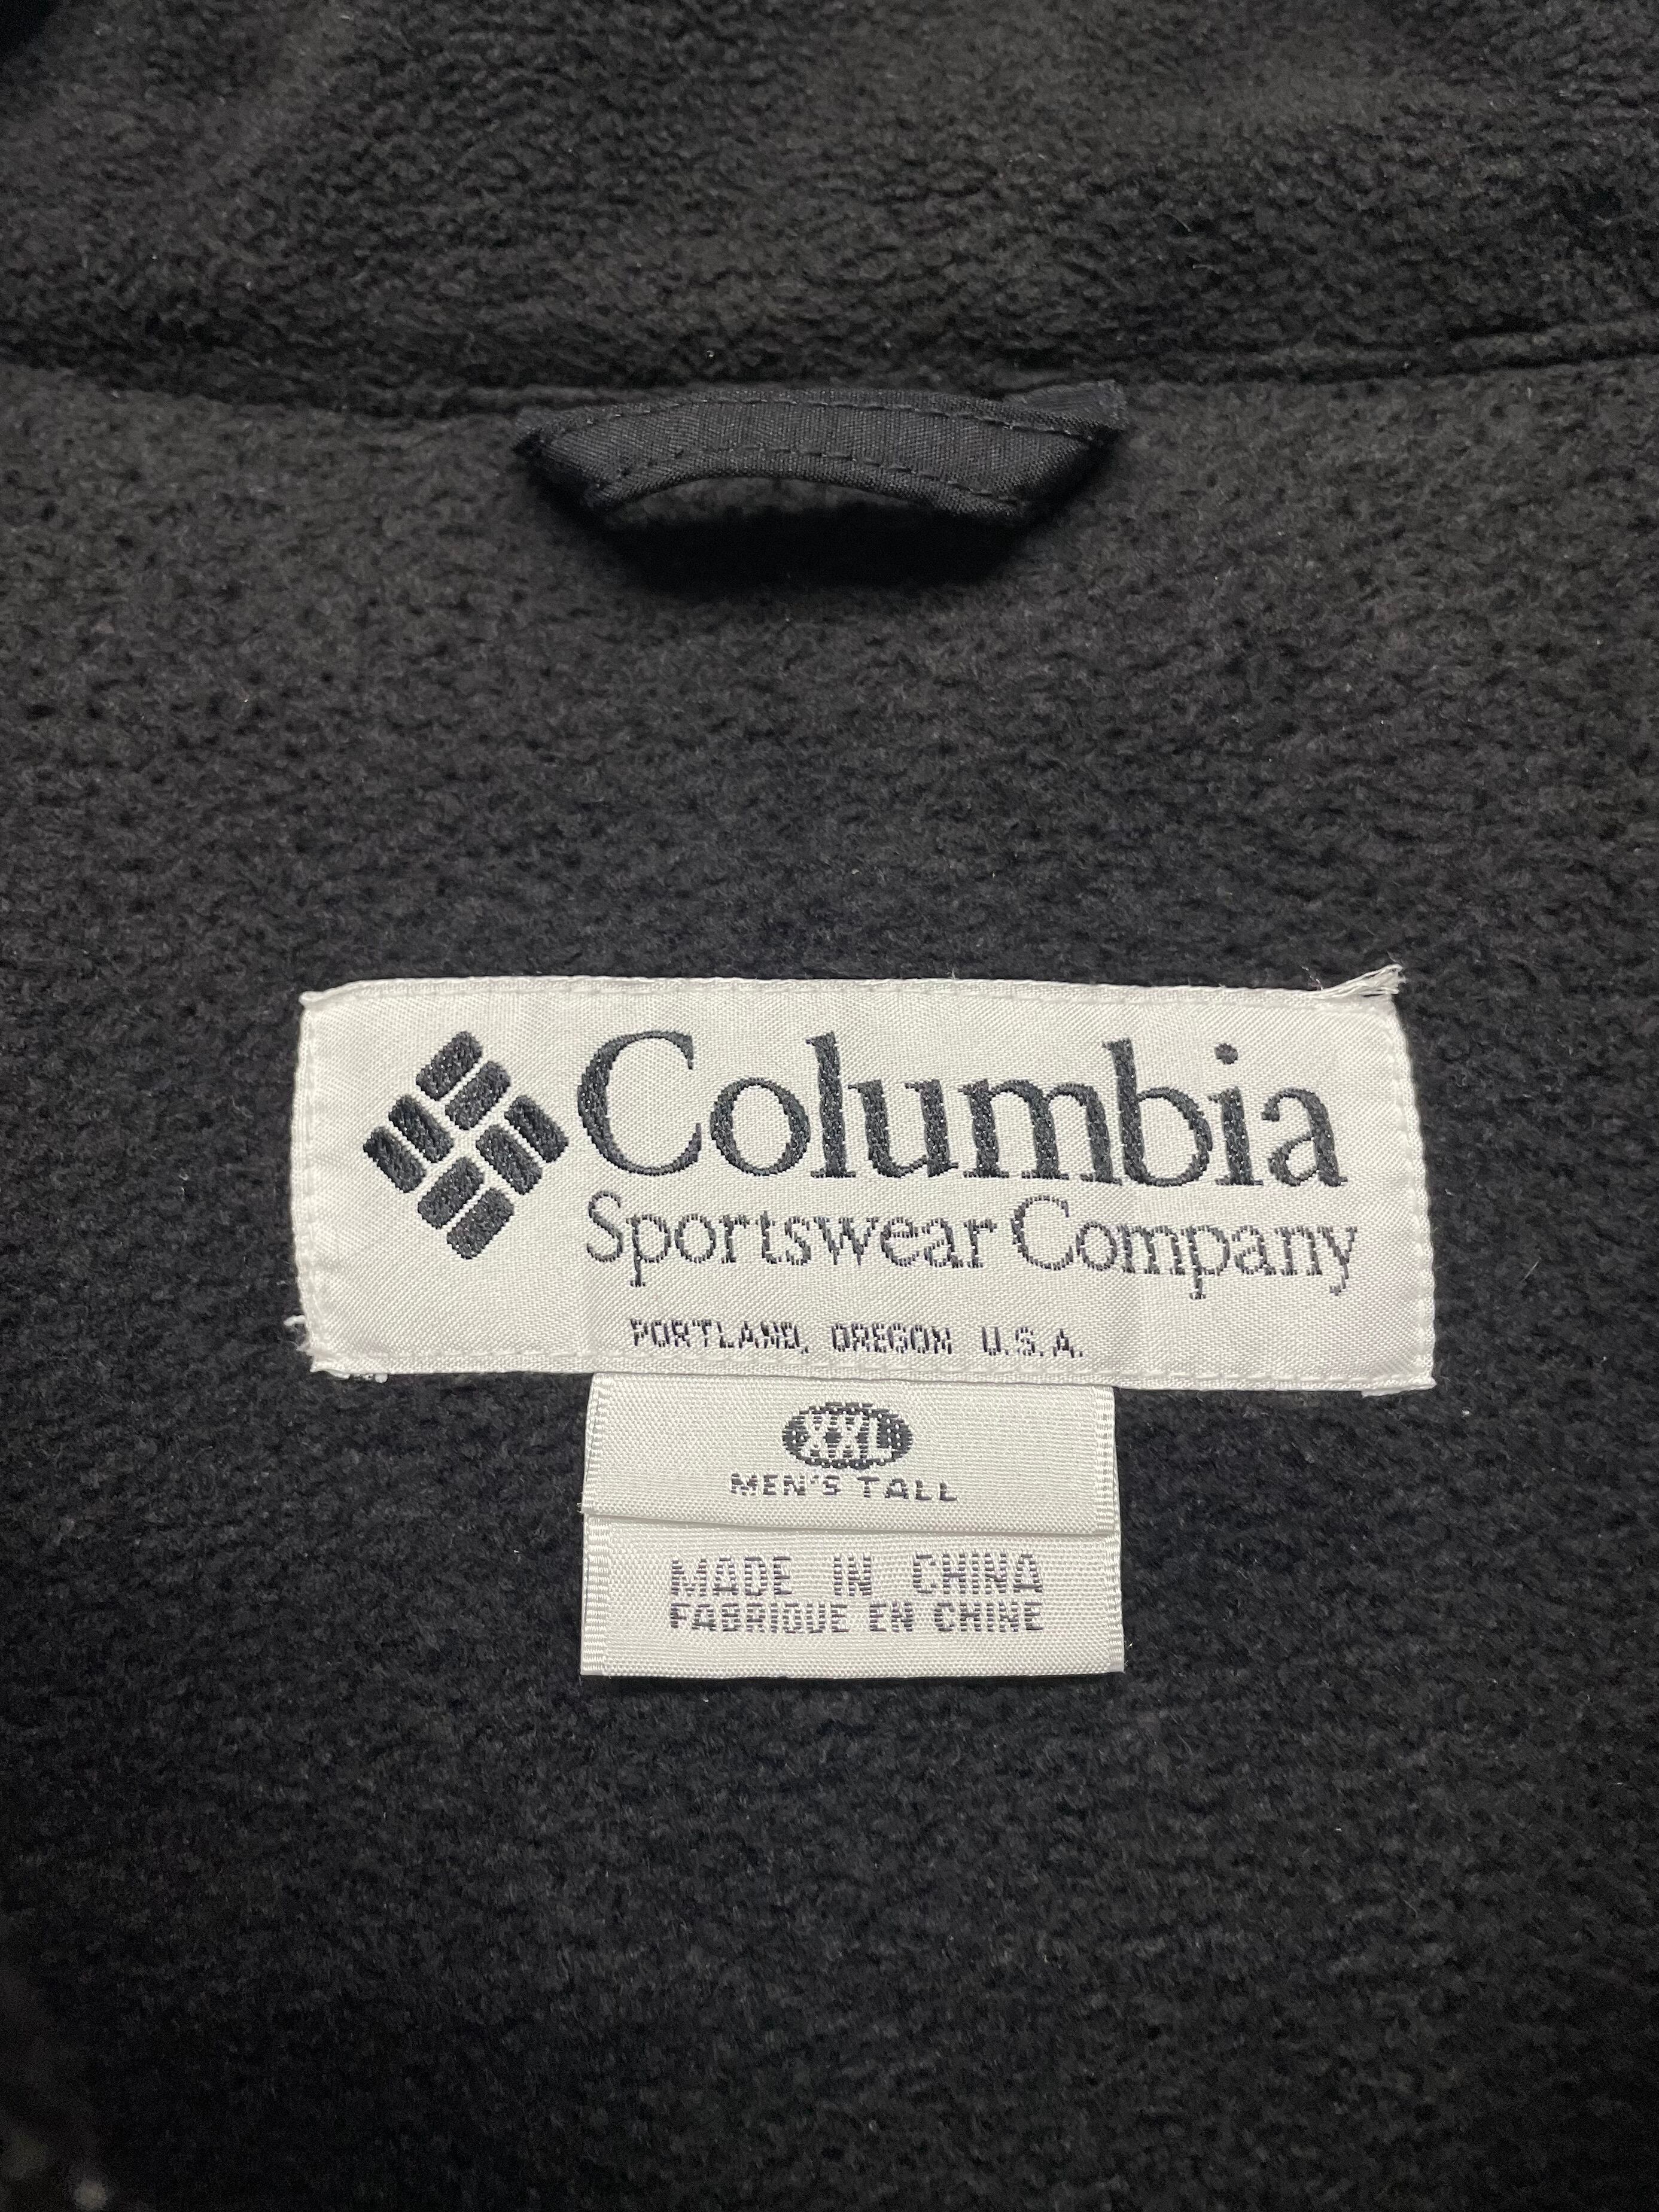 Columbia
Sportswear Company
PORTLAND, OREGON U.S.A.
XXL
MEN'S TALL
MADE IN CHINA
FABRIQUE EN CHINE